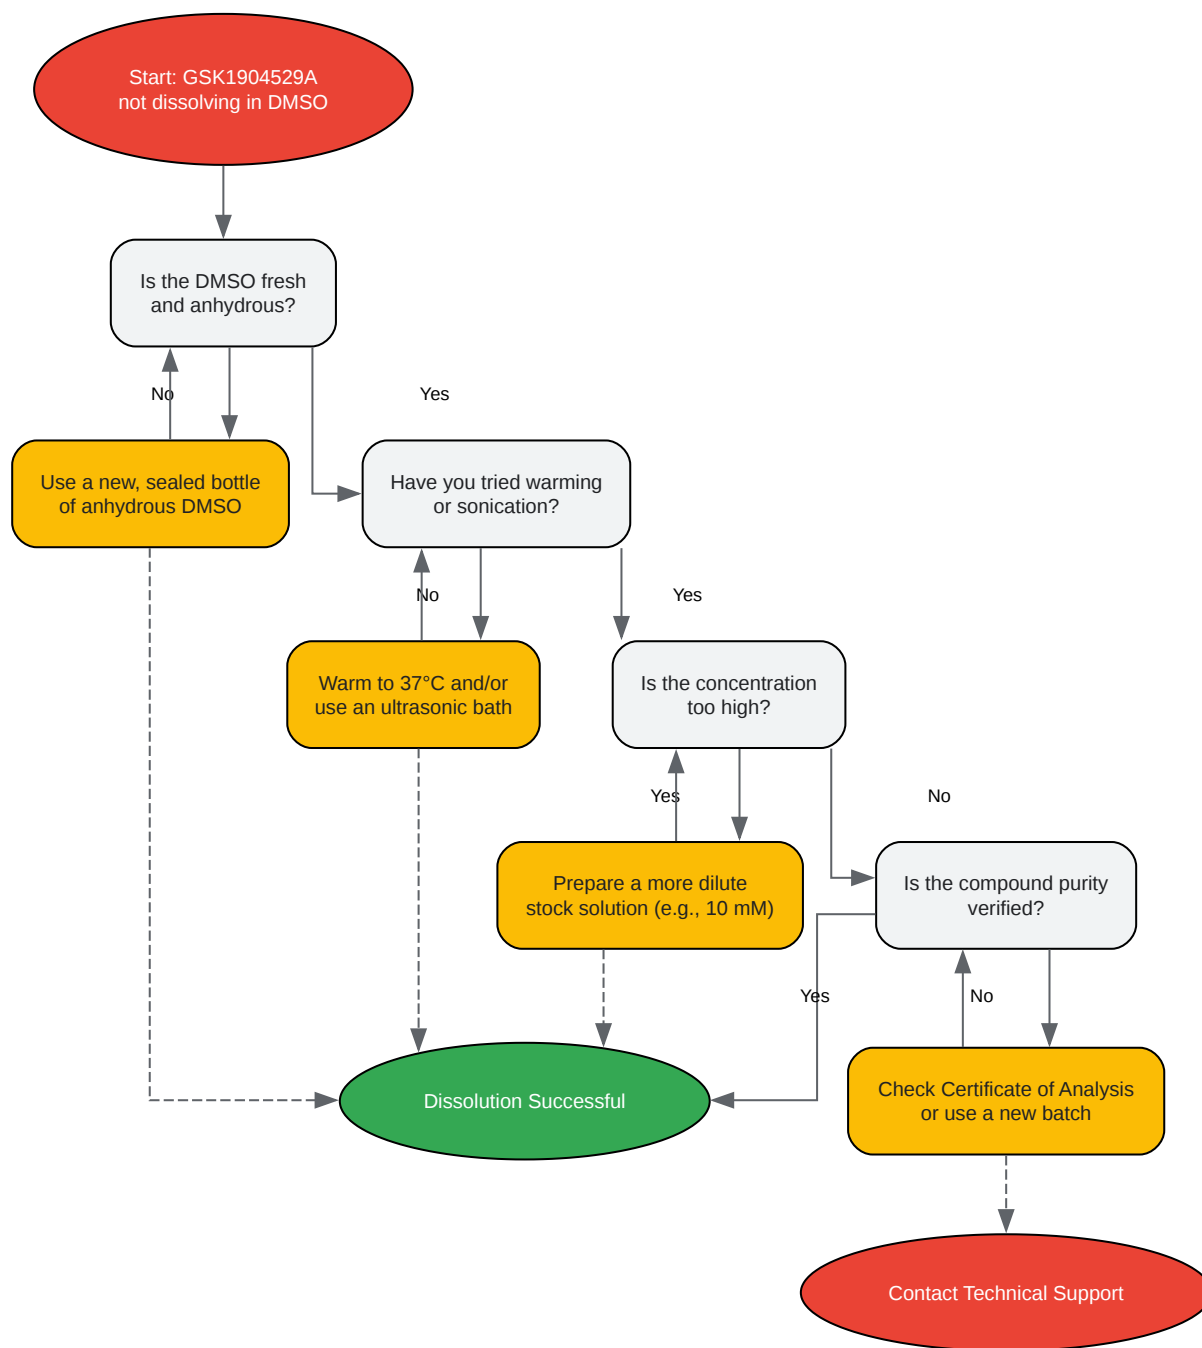 Start: GSK1904529A
not dissolving in DMSO
Is the DMSO fresh
and anhydrous?
No
Yes
Use a new, sealed bottle
of anhydrous DMSO
Have you tried warming
or sonication?
No
Yes
Warm to 37°C and/or
use an ultrasonic bath
Is the concentration
too high?
Yes
No
Prepare a more dilute
stock solution (e.g., 10 mM)
Is the compound purity
verified?
Yes
No
Dissolution Successful
Check Certificate of Analysis
or use a new batch
Contact Technical Support